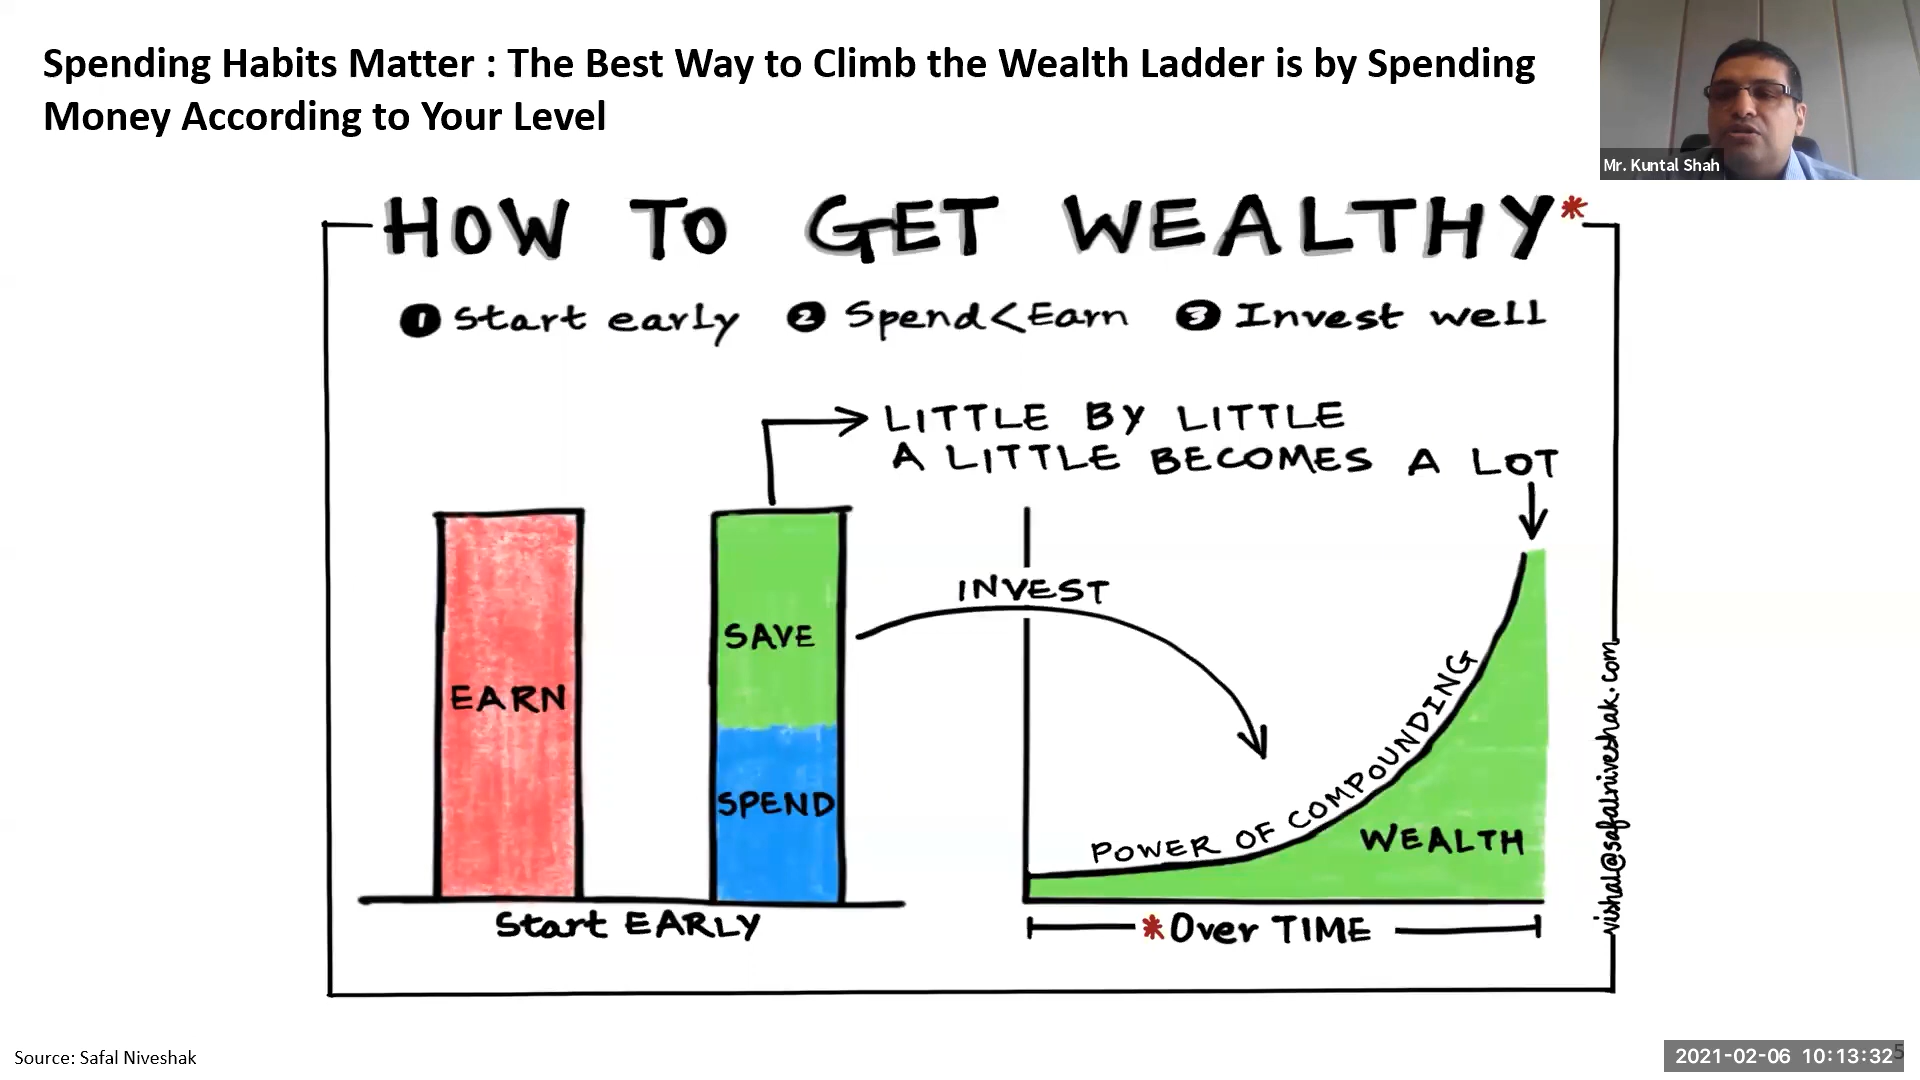 Spending Habits Matter : The Best Way to Climb the Wealth Ladder is by Spending
Money According to Your Level
Mr. Kuntal Shah
HOW TO GET WEALTHY*
1 Start early 2 Spend<Earn 3 Invest well
LITTLE BY LITTLE
A LITTLE BECOMES A LOT
INVEST
SAVE
EARN
SPEND
POWER OF COMPOUNDING
WEALTH
Start EARLY
*Over TIME
vishal@safalniveshak.com
Source: Safal Niveshak
2021-02-06 10:13:32
5